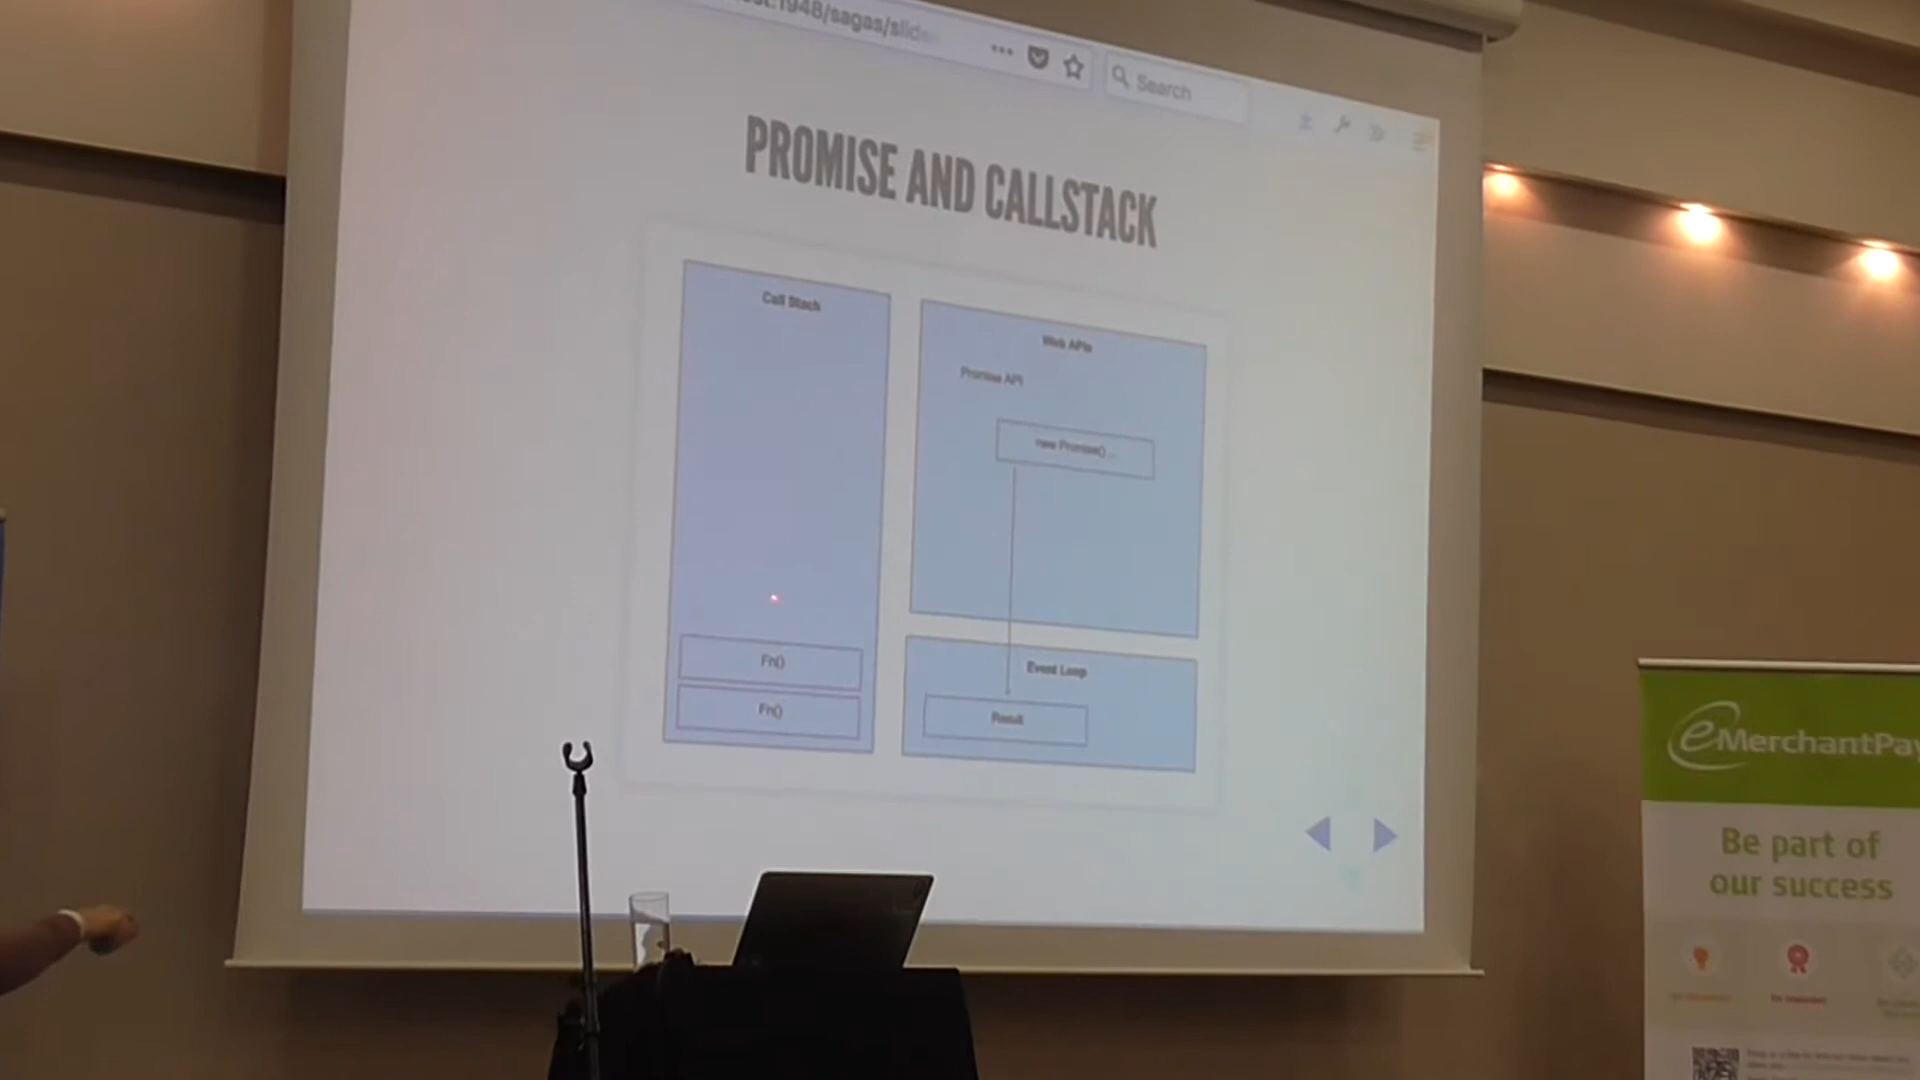 :1948/sagas/slide
Search
PROMISE AND CALLSTACK
Call Stack
Web APIs
Promise API
new Promise() ...
Fn()
Fn()
Event Loop
Result
eMerchantPay
Be part of
our success